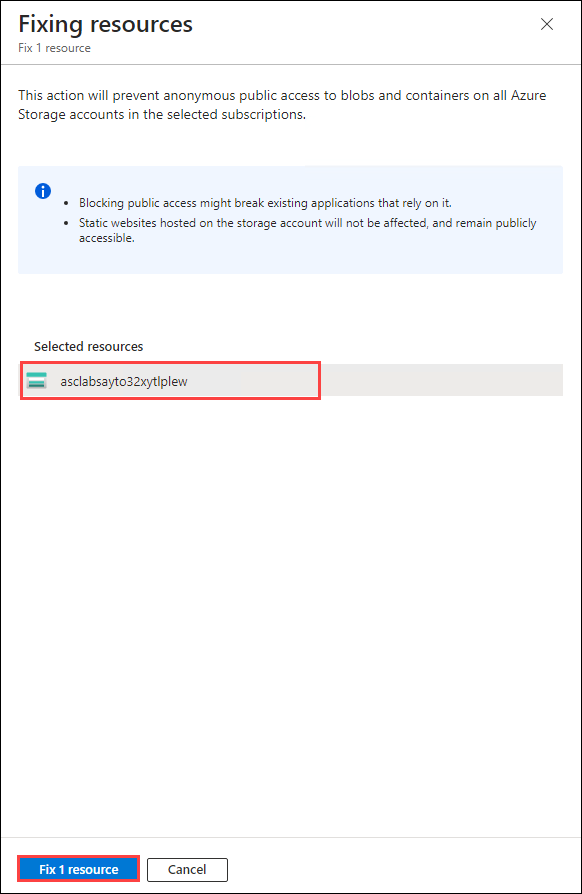 Fixing resources
Fix 1 resource
This action will prevent anonymous public access to blobs and containers on all Azure
Storage accounts in the selected subscriptions.
• Blocking public access might break existing applications that rely on it.
• Static websites hosted on the storage account will not be affected, and remain publicly
accessible.
Selected resources
asclabsayto32xytlplew
Fix 1 resource
Cancel